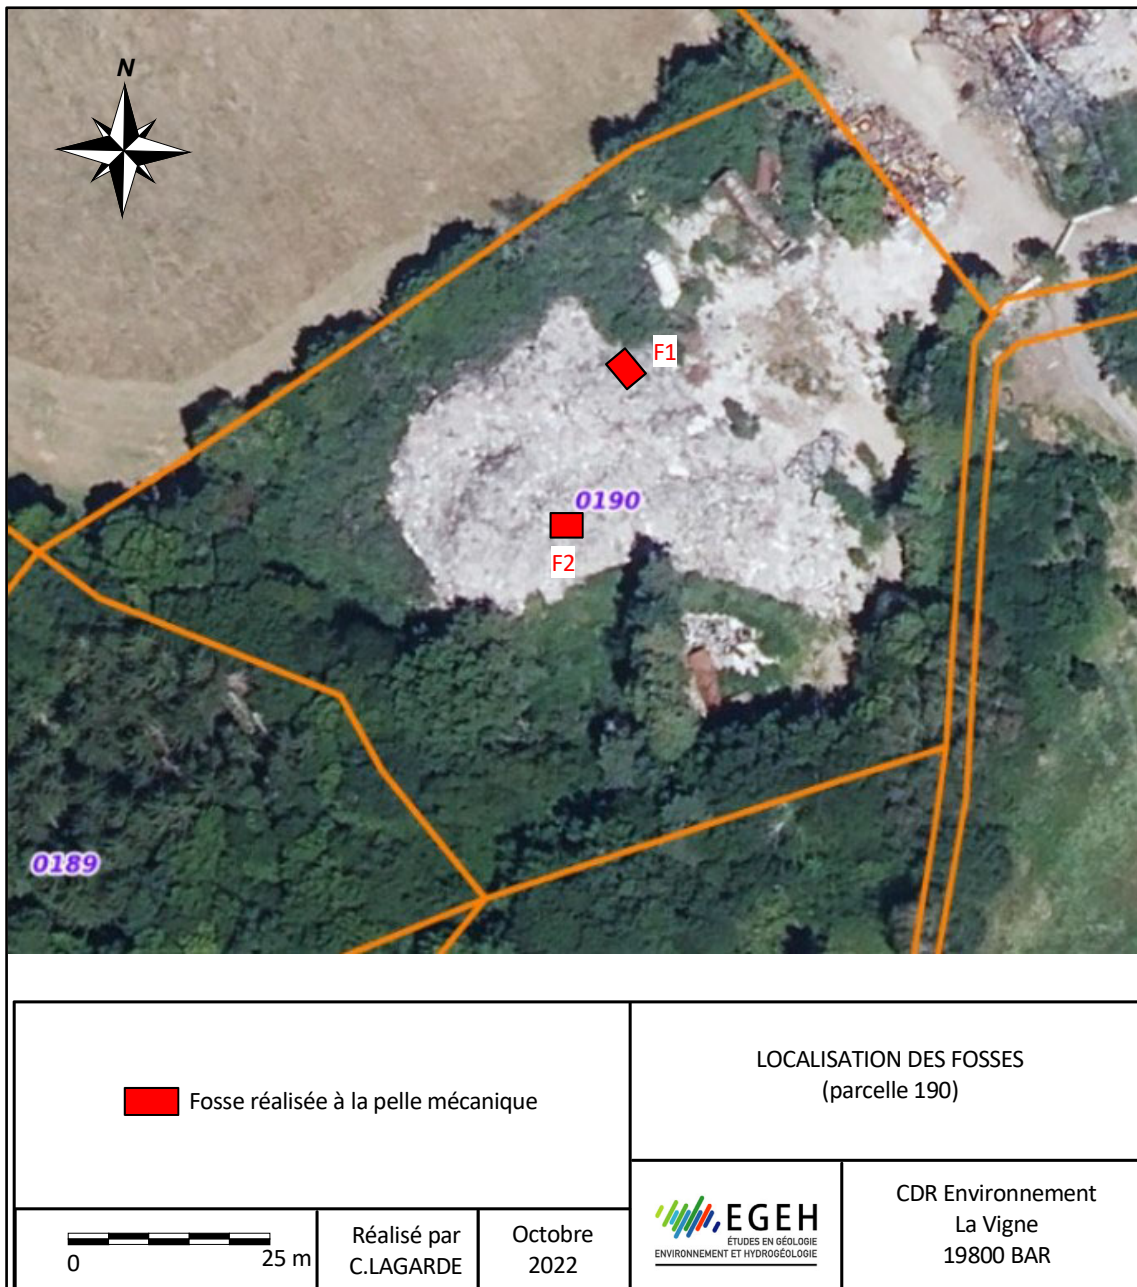 N
F1
0190
F2
0189
Fosse réalisée à la pelle mécanique
LOCALISATION DES FOSSES
(parcelle 190)
0
25 m
Réalisé par
C.LAGARDE
Octobre
2022
EGEH
ÉTUDES EN GÉOLOGIE
ENVIRONNEMENT ET HYDROGÉOLOGIE
CDR Environnement
La Vigne
19800 BAR